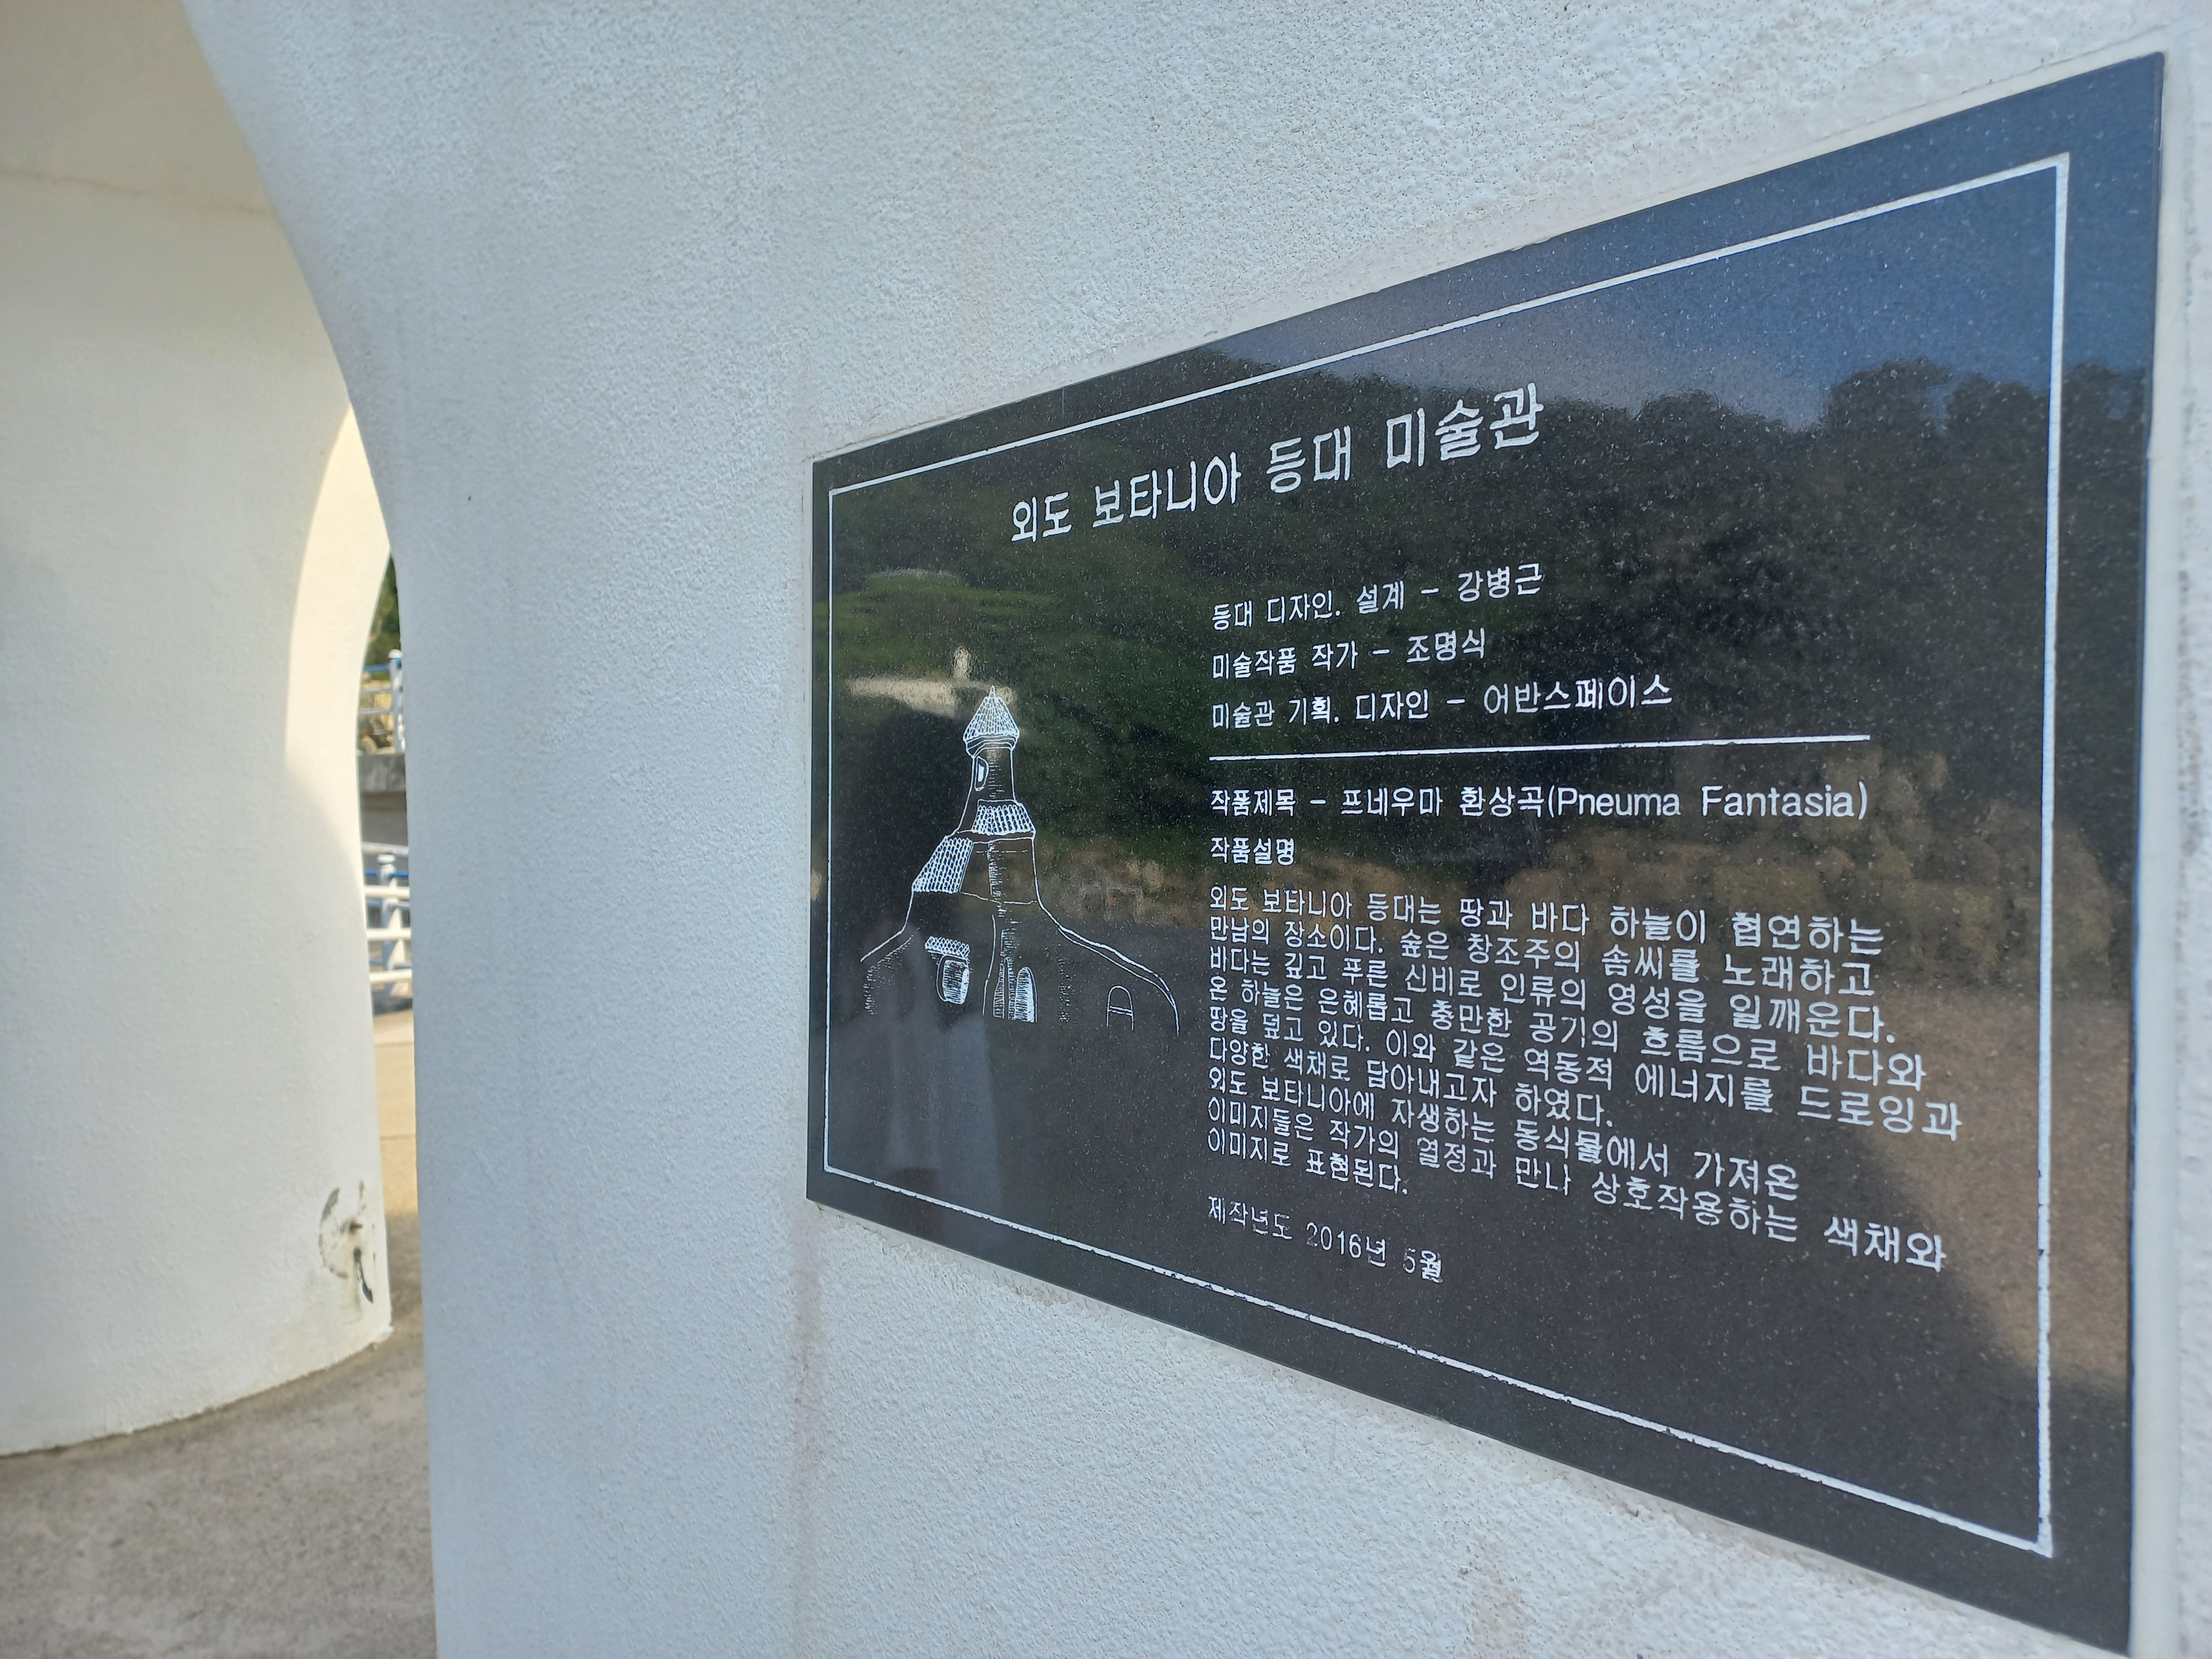 외도 보타니아 등대 미술관
등대 디자인. 설계 - 강병근
미술작품 작가 - 조명식
미술관 기획. 디자인 - 어반스페이스
작품제목 - 프네우마 환상곡(Pneuma Fantasia)
작품설명
외도 보타니아 등대는 땅과 바다 하늘이 협연하는
만남의 장소이다. 숲은 창조주의 솜씨를 노래하고
바다는 깊고 푸른 신비로 인류의 영성을 일깨운다.
온 하늘은 은혜롭고 충만한 공기의 흐름으로 바다와
땅을 덮고 있다. 이와 같은 역동적 에너지를 드로잉과
다양한 색채로 담아내고자 하였다.
외도 보타니아에 자생하는 동식물에서 가져온
이미지들은 작가의 열정과 만나 상호작용하는 색채와
이미지로 표현된다.
제작년도 2016년 5월